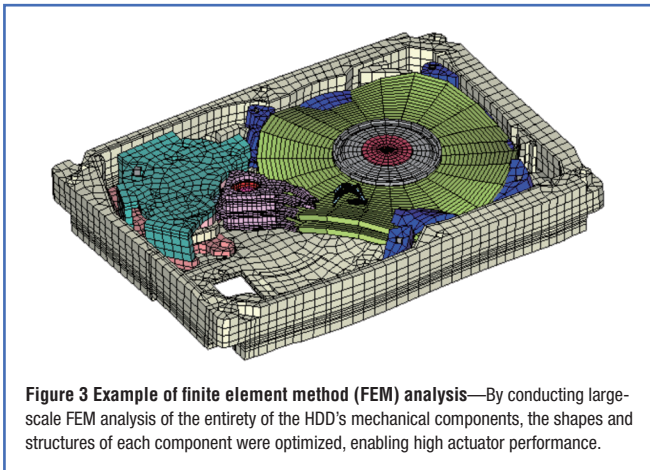 Figure 3 Example of finite element method (FEM) analysis—By conducting large-
scale FEM analysis of the entirety of the HDD's mechanical components, the shapes and
structures of each component were optimized, enabling high actuator performance.